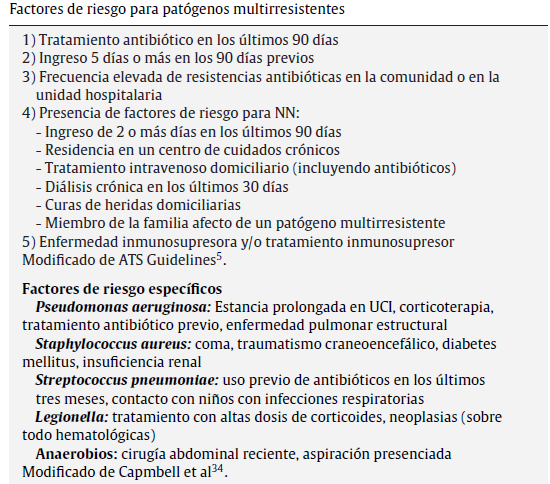 Factores de riesgo para patógenos multirresistentes
1) Tratamiento antibiótico en los últimos 90 días
2) Ingreso 5 días o más en los 90 días previos
3) Frecuencia elevada de resistencias antibióticas en la comunidad o en la
unidad hospitalaria
4) Presencia de factores de riesgo para NN:
- Ingreso de 2 o más días en los últimos 90 días
- Residencia en un centro de cuidados crónicos
- Tratamiento intravenoso domiciliario (incluyendo antibióticos)
- Diálisis crónica en los últimos 30 días
- Curas de heridas domiciliarias
- Miembro de la familia afecto de un patógeno multirresistente
5) Enfermedad inmunosupresora y/o tratamiento inmunosupresor
Modificado de ATS Guidelines5.
Factores de riesgo específicos
Pseudomonas aeruginosa: Estancia prolongada en UCI, corticoterapia,
tratamiento antibiótico previo, enfermedad pulmonar estructural
Staphylococcus aureus: coma, traumatismo craneoencefálico, diabetes
mellitus, insuficiencia renal
Streptococcus pneumoniae: uso previo de antibióticos en los últimos
tres meses, contacto con niños con infecciones respiratorias
Legionella: tratamiento con altas dosis de corticoides, neoplasias (sobre
todo hematológicas)
Anaerobios: cirugía abdominal reciente, aspiración presenciada
Modificado de Capmbell et al34.